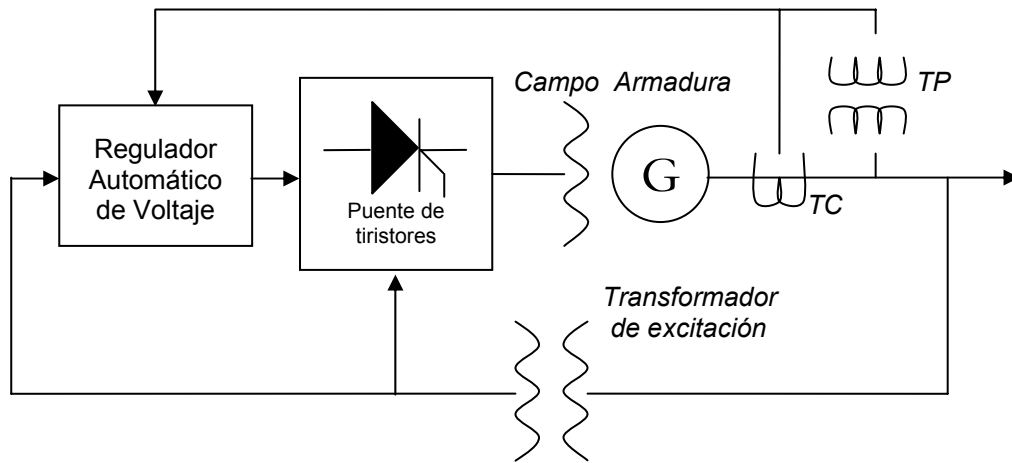 Campo Armadura
TP
Regulador
Automático
de Voltaje
Puente de
tiristores
G
TC
Transformador
de excitación